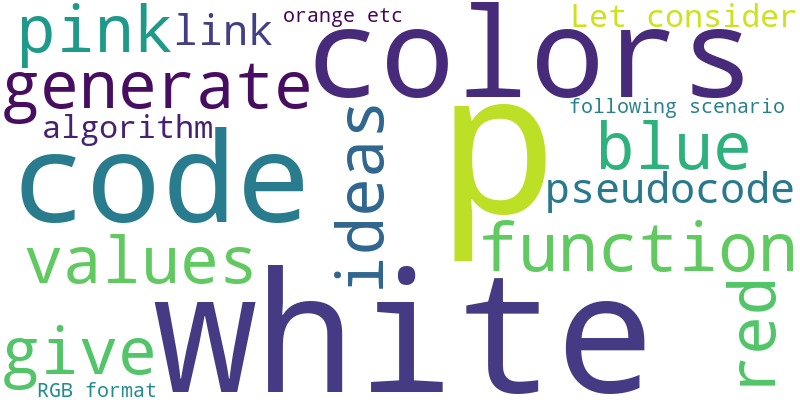 pink
link
orange etc
Let consider
generate
colors
algorithm
following scenario
code
ideas
p
blue
pseudocode
values
function
give
White
red
RGB format